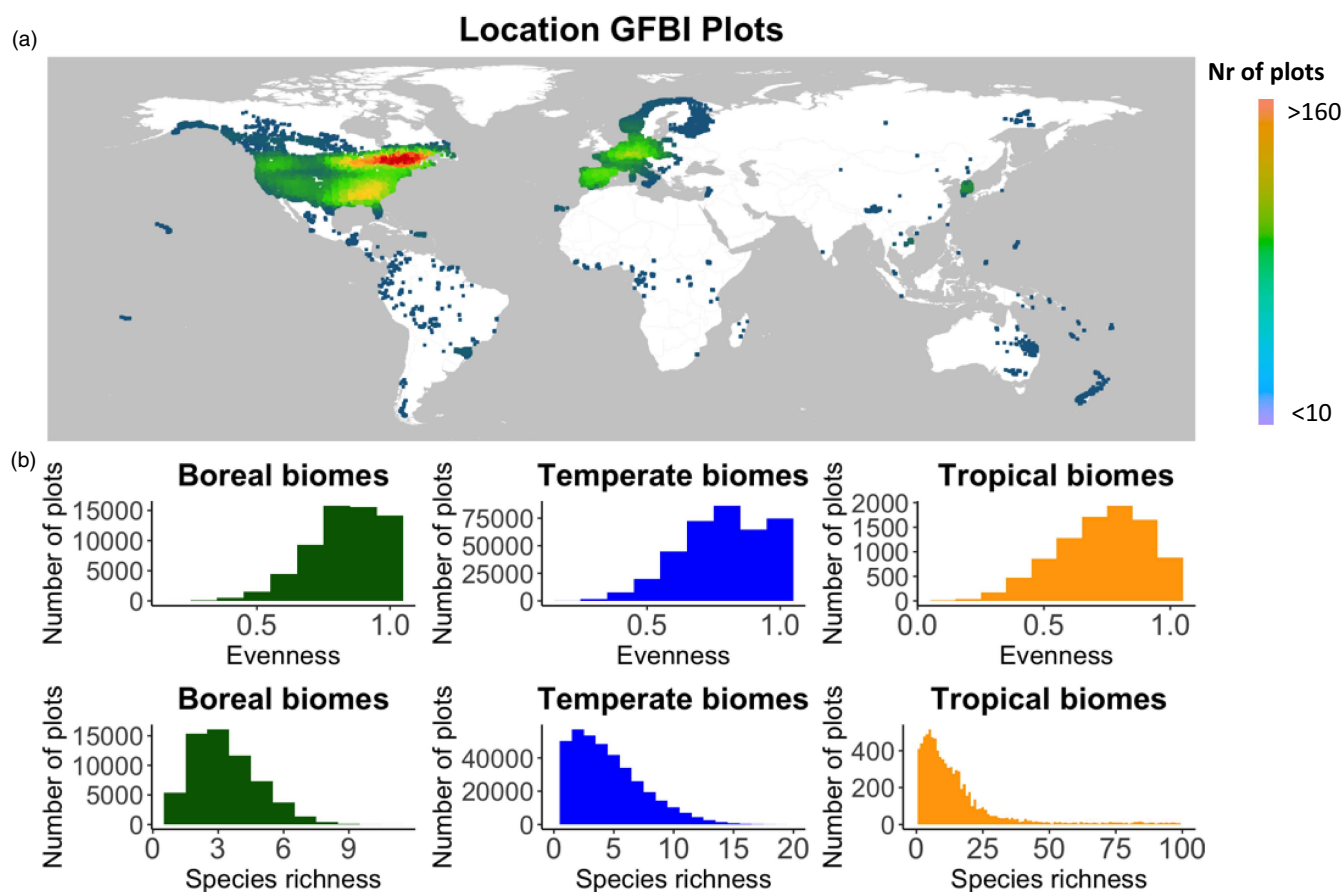 (a)
Location GFBI Plots
Nr of plots
>160
<10
(b)
Boreal biomes
Number of plots
15000
10000
5000
0
0.5
1.0
Evenness
Temperate biomes
Number of plots
75000
50000
25000
0
0.5
1.0
Evenness
Tropical biomes
Number of plots
2000
1500
1000
500
0
0.0
0.5
1.0
Evenness
Boreal biomes
Number of plots
15000
10000
5000
0
0
3
6
9
Species richness
Temperate biomes
Number of plots
40000
20000
0
0
5
10
15
20
Species richness
Tropical biomes
Number of plots
400
200
0
0
25
50
75
100
Species richness